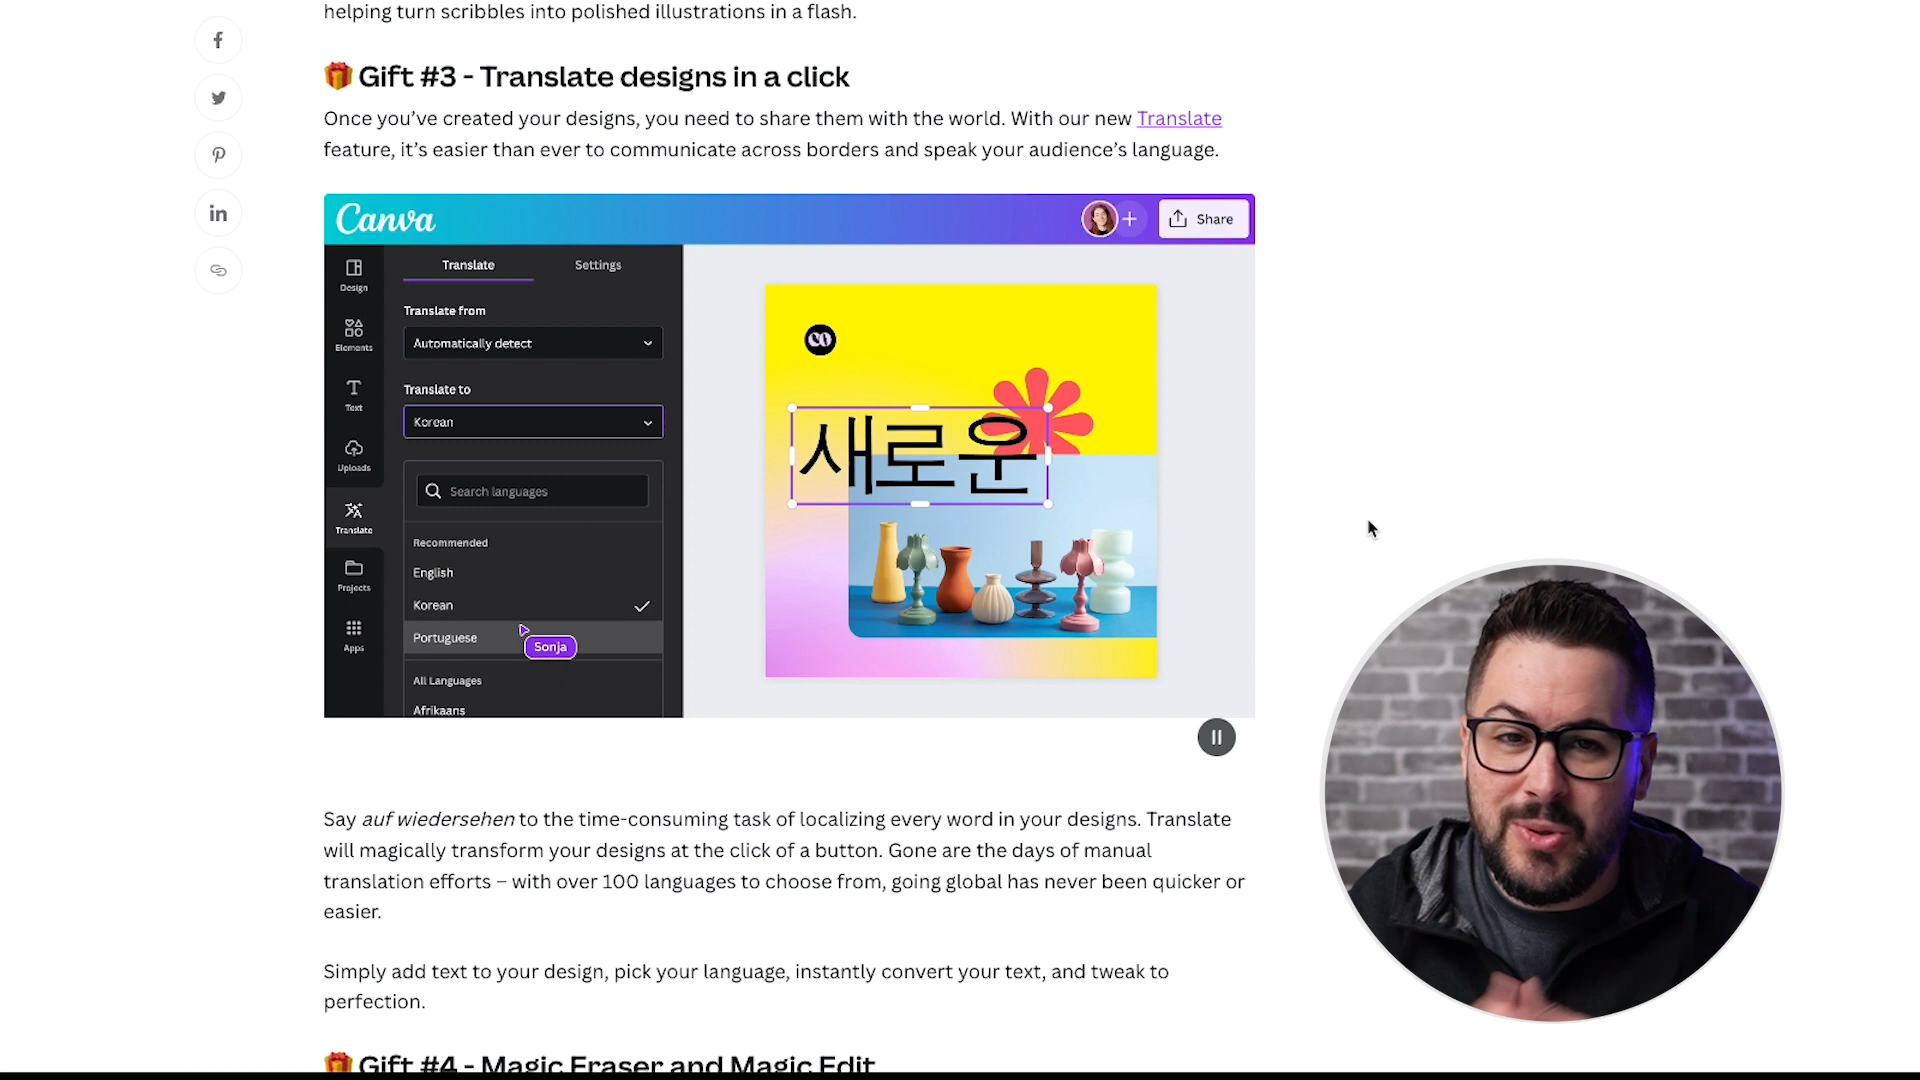 helping turn scribbles into polished illustrations in a flash.
Gift #3 - Translate designs in a click
Once you’ve created your designs, you need to share them with the world. With our new Translate
feature, it’s easier than ever to communicate across borders and speak your audience’s language.
Canva
Share
Translate Settings
Design
Translate from
Elements
Automatically detect
Translate to
Text
Korean
새로운
Uploads
Search languages
Translate
Recommended
English
Projects
Korean
Portuguese
Sonja
Apps
All Languages
Afrikaans
Say auf wiedersehen to the time-consuming task of localizing every word in your designs. Translate
will magically transform your designs at the click of a button. Gone are the days of manual
translation efforts – with over 100 languages to choose from, going global has never been quicker or
easier.
Simply add text to your design, pick your language, instantly convert your text, and tweak to
perfection.
Gift #4 - Magic Eraser and Magic Edit